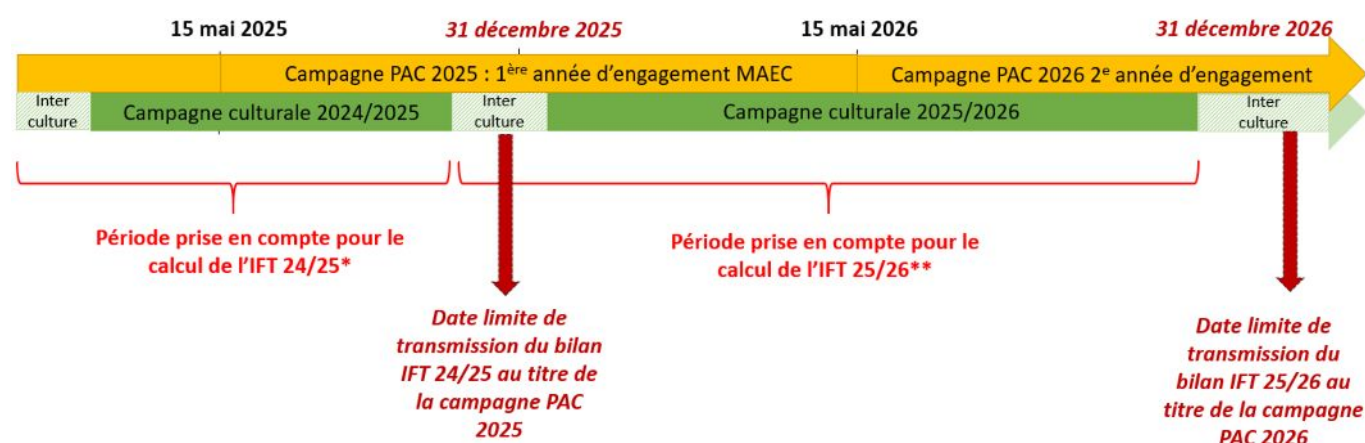 15 mai 2025
31 décembre 2025
15 mai 2026
31 décembre 2026
Campagne PAC 2025 : 1ère année d’engagement MAEC
Campagne PAC 2026 2e année d’engagement
Inter
culture
Campagne culturale 2024/2025
Inter
culture
Campagne culturale 2025/2026
Inter
culture
Période prise en compte pour le
calcul de l’IFT 24/25*
Période prise en compte pour le
calcul de l’IFT 25/26**
Date limite de
transmission du bilan
IFT 24/25 au titre de
la campagne PAC
2025
Date limite de
transmission du
bilan IFT 25/26 au
titre de la campagne
PAC 2026